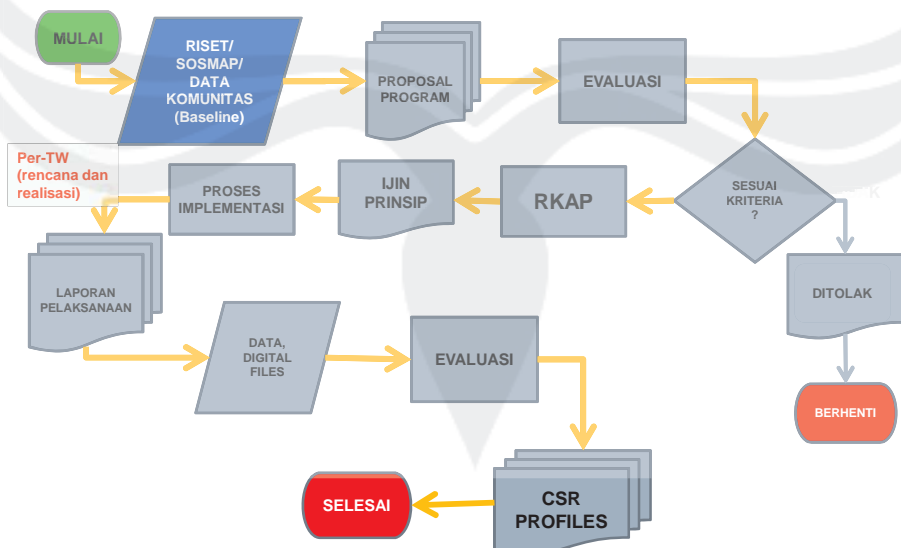 MULAI
RISET/
SOSMAP/
DATA
KOMUNITAS
(Baseline)
PROPOSAL
PROGRAM
EVALUASI
SESUAI
KRITERIA
?
DITOLAK
BERHENTI
RKAP
IJIN
PRINSIP
PROSES
IMPLEMENTASI
Per-TW
(rencana dan
realisasi)
LAPORAN
PELAKSANAAN
DATA,
DIGITAL
FILES
EVALUASI
CSR
PROFILES
SELESAI